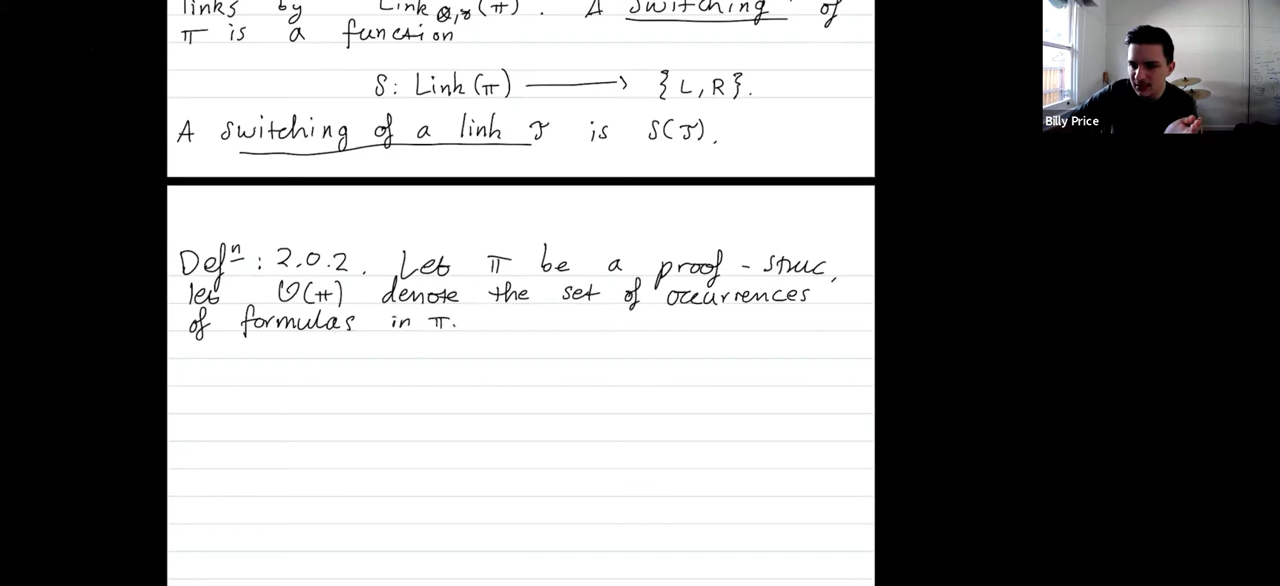 links by Link ⊗,⅋ (π). A switching of
π is a function
S: Link(π) ⟶ {L, R}.
A switching of a link τ is S(τ).
Defⁿ: 2.0.2. Let π be a proof-struc,
let O(π) denote the set of occurrences
of formulas in π.
Billy Price